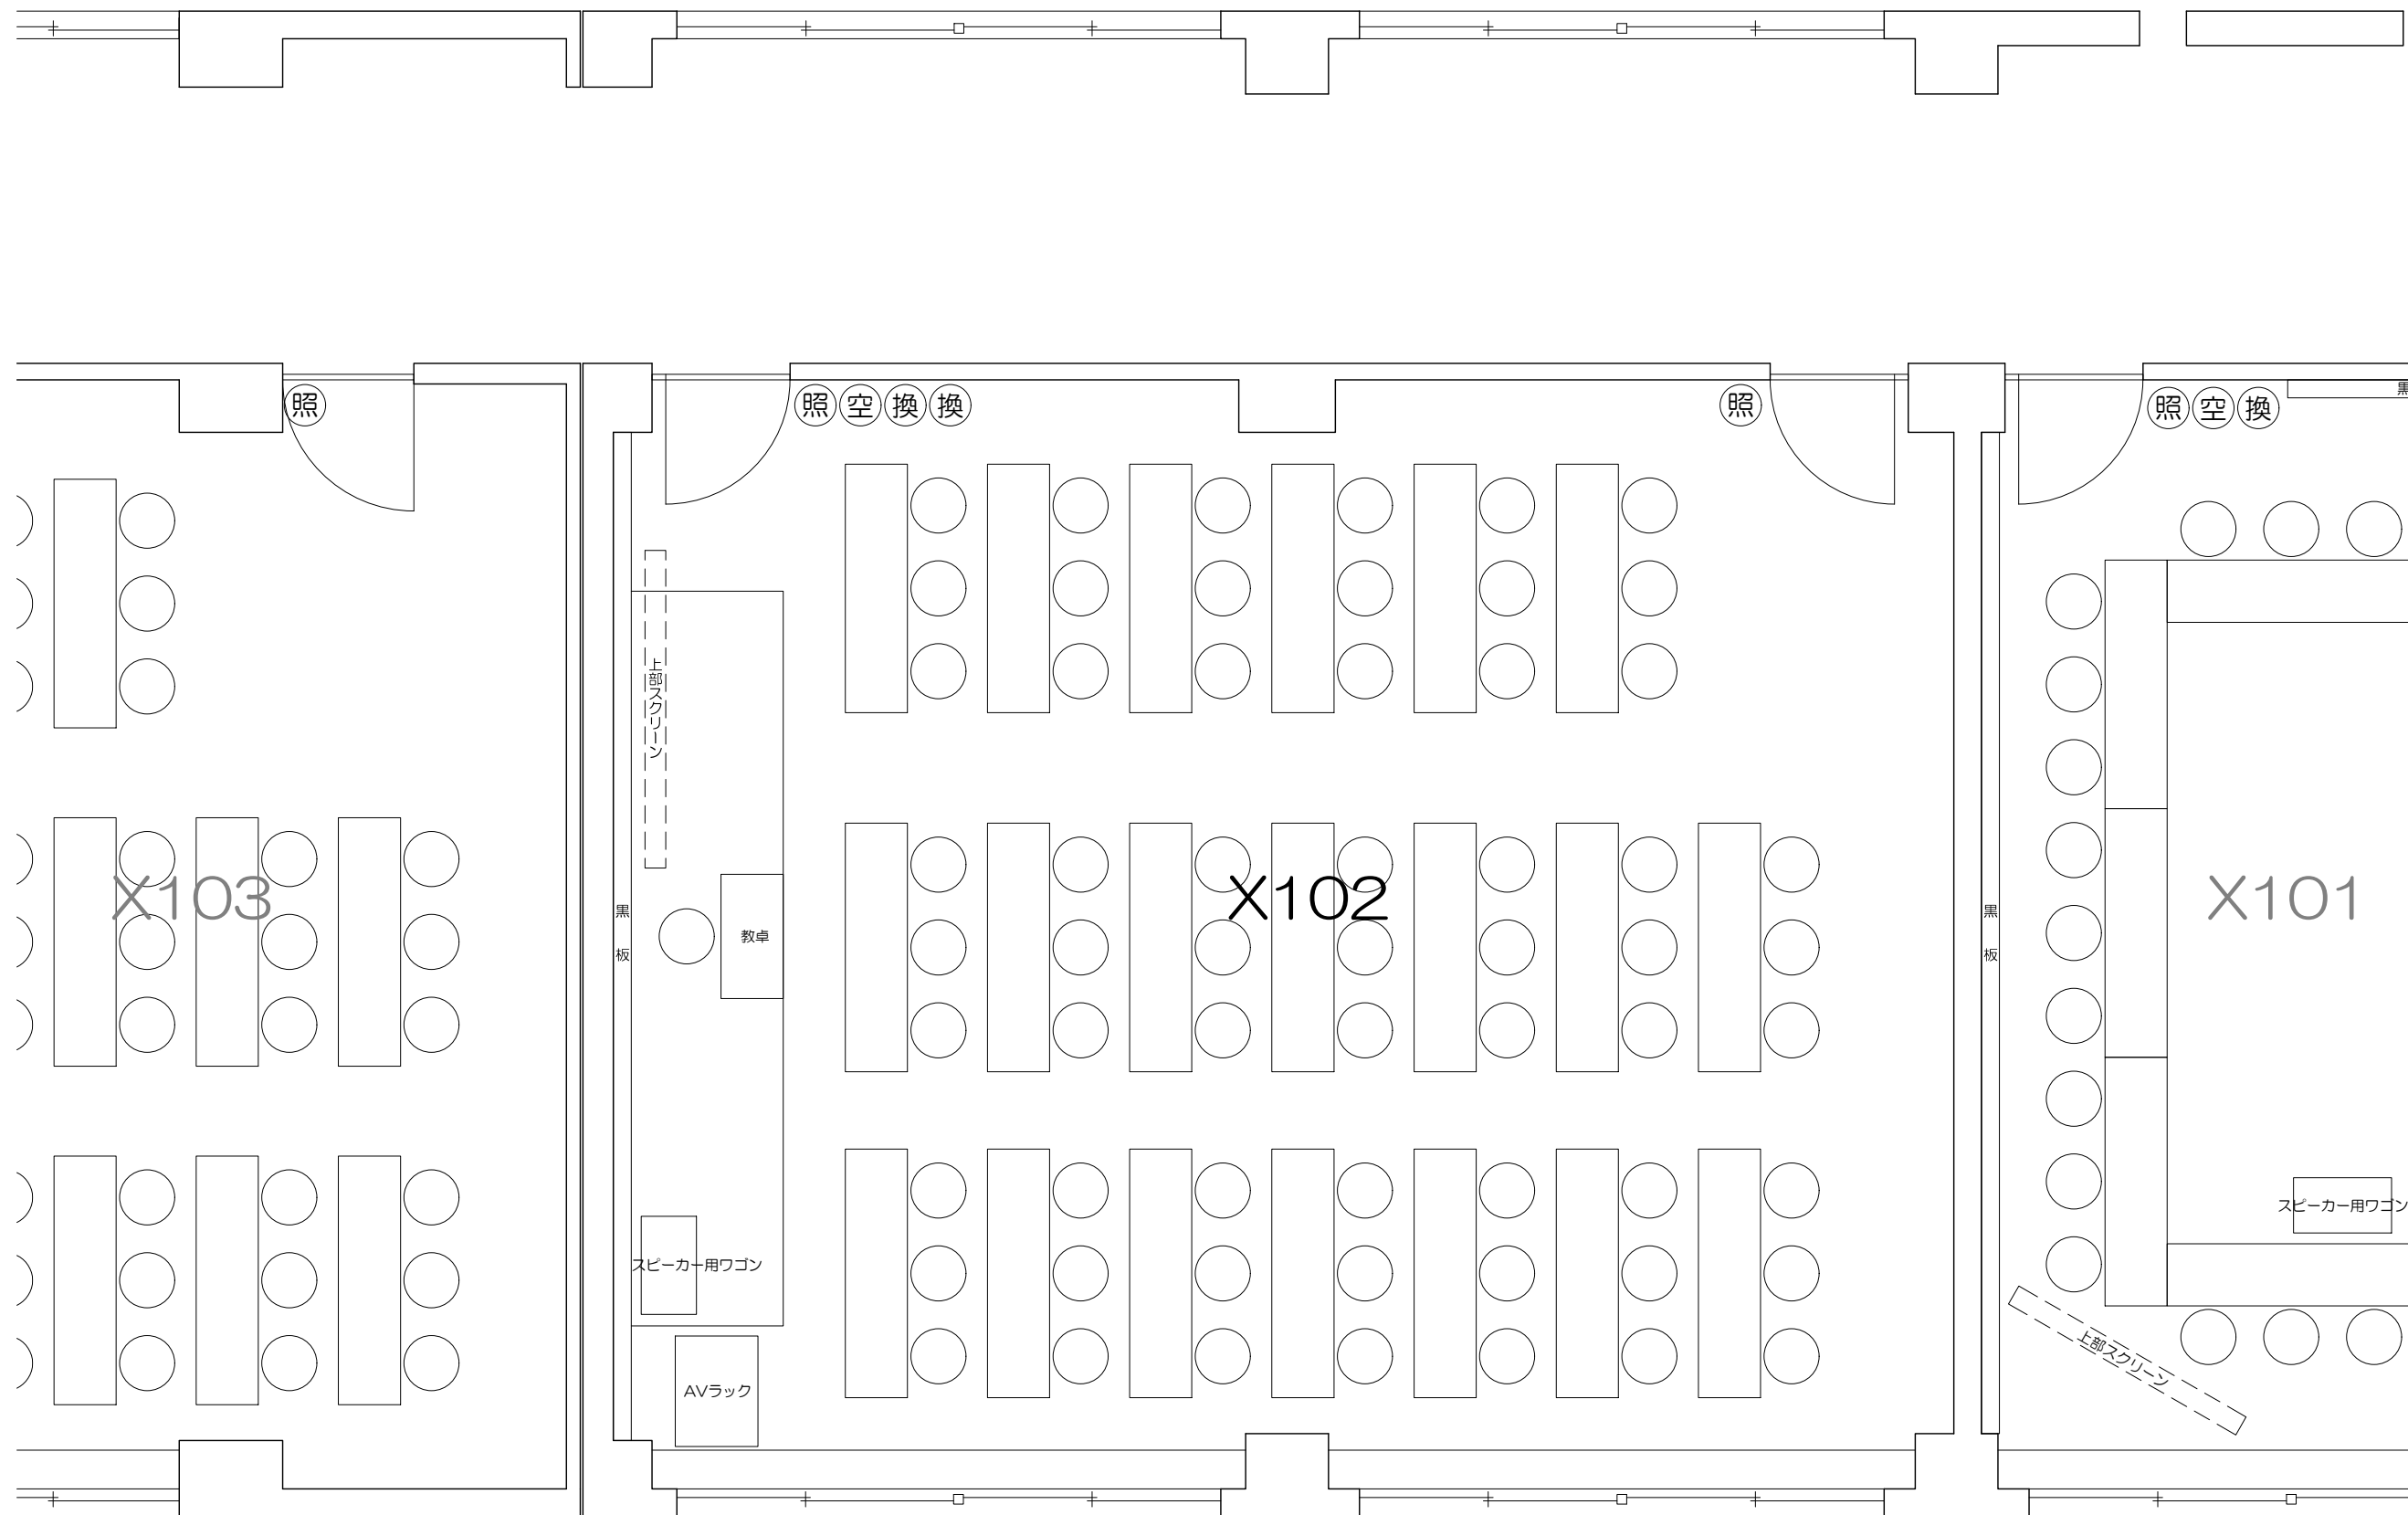 照
照 空 換 換
照
照 空 換
上部スクリーン
X103
X102
X101
黒板
教卓
黒板
スピーカー用ワゴン
スピーカー用ワゴン
上部スクリーン
AVラック